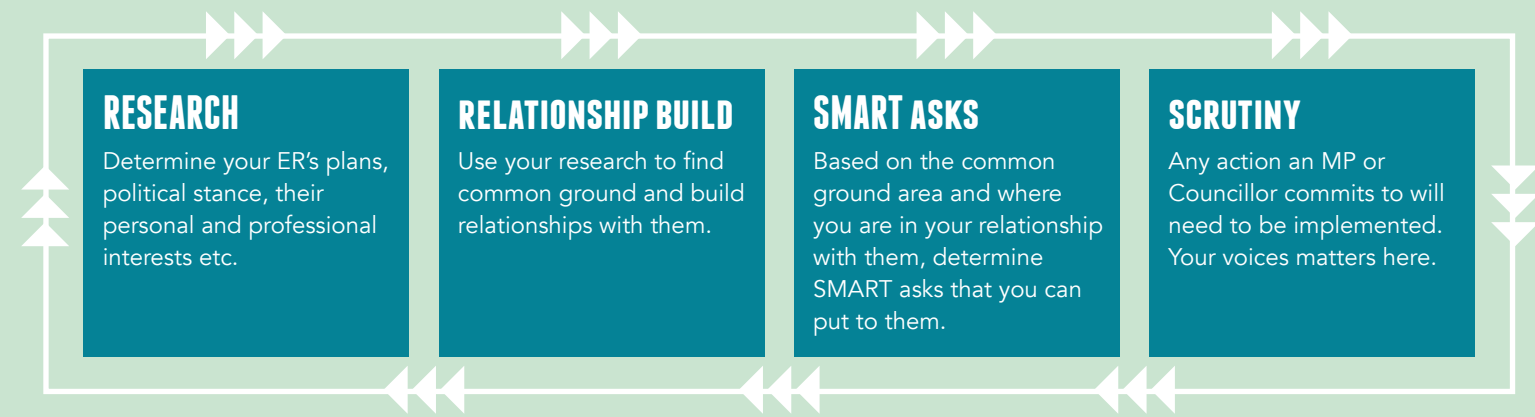 RESEARCH
Determine your ER’s plans,
political stance, their
personal and professional
interests etc.
RELATIONSHIP BUILD
Use your research to find
common ground and build
relationships with them.
SMART ASKS
Based on the common
ground area and where
you are in your relationship
with them, determine
SMART asks that you can
put to them.
SCRUTINY
Any action an MP or
Councillor commits to will
need to be implemented.
Your voices matters here.